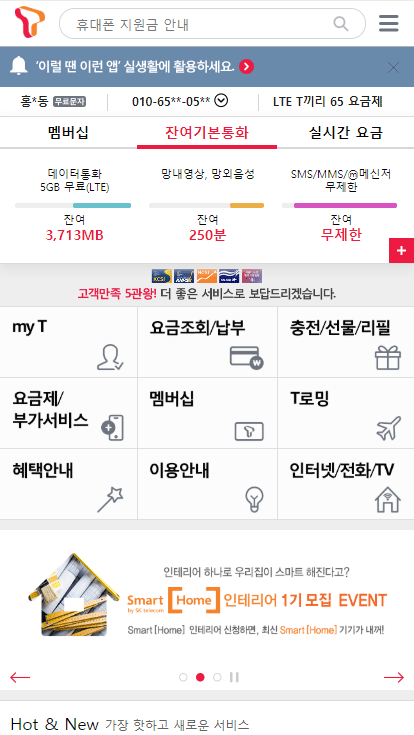 휴대폰 지원금 안내
‘이럴 땐 이런 앱’ 실생활에 활용하세요.
홍*동 무료문자 010-65**-05** LTE T끼리 65 요금제
멤버십 잔여기본통화 실시간 요금
데이터통화
5GB 무료(LTE)
잔여
3,713MB
망내영상, 망외음성
잔여
250분
SMS/MMS/@메신저
무제한
잔여
무제한
고객만족 5관왕! 더 좋은 서비스로 보답드리겠습니다.
my T 요금조회/납부 충전/선물/리필
요금제/
부가서비스
멤버십 T로밍
혜택안내 이용안내 인터넷/전화/TV
인테리어 하나로 우리집이 스마트 해진다고?
Smart [Home] 인테리어 1기 모집 EVENT
by SK telecom
Smart [Home] 인테리어 신청하면, 최신 Smart [Home] 기기가 내꺼!
Hot & New 가장 핫하고 새로운 서비스